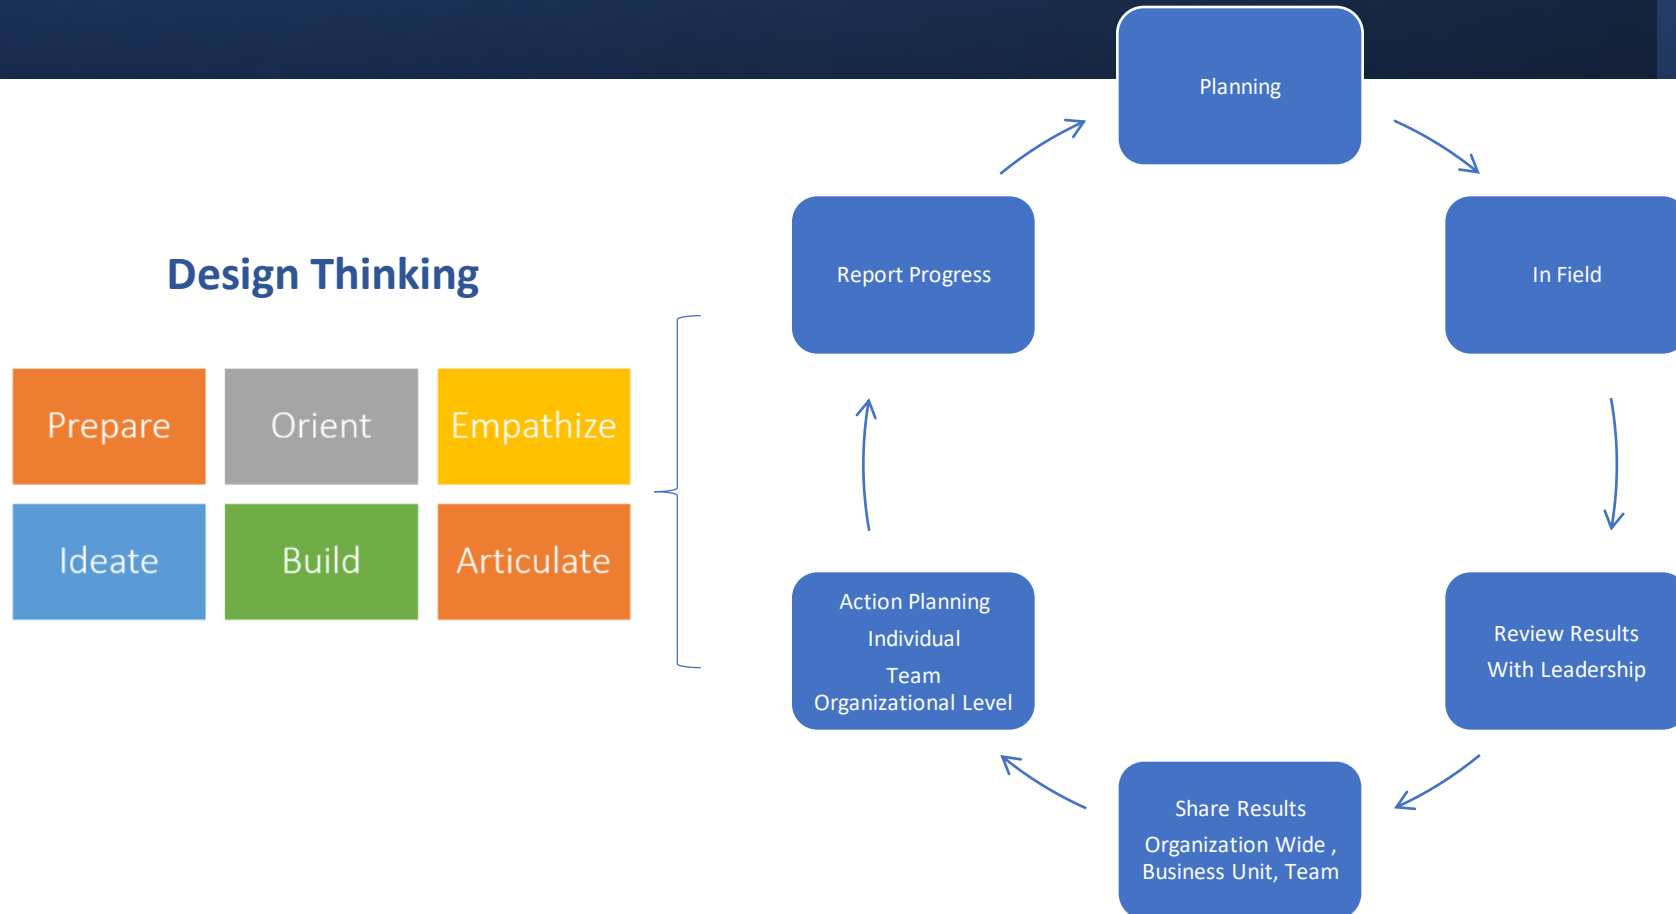 Design Thinking
Prepare
Orient
Empathize
Ideate
Build
Articulate
Planning
In Field
Review Results
With Leadership
Share Results
Organization Wide ,
Business Unit, Team
Action Planning
Individual
Team
Organizational Level
Report Progress